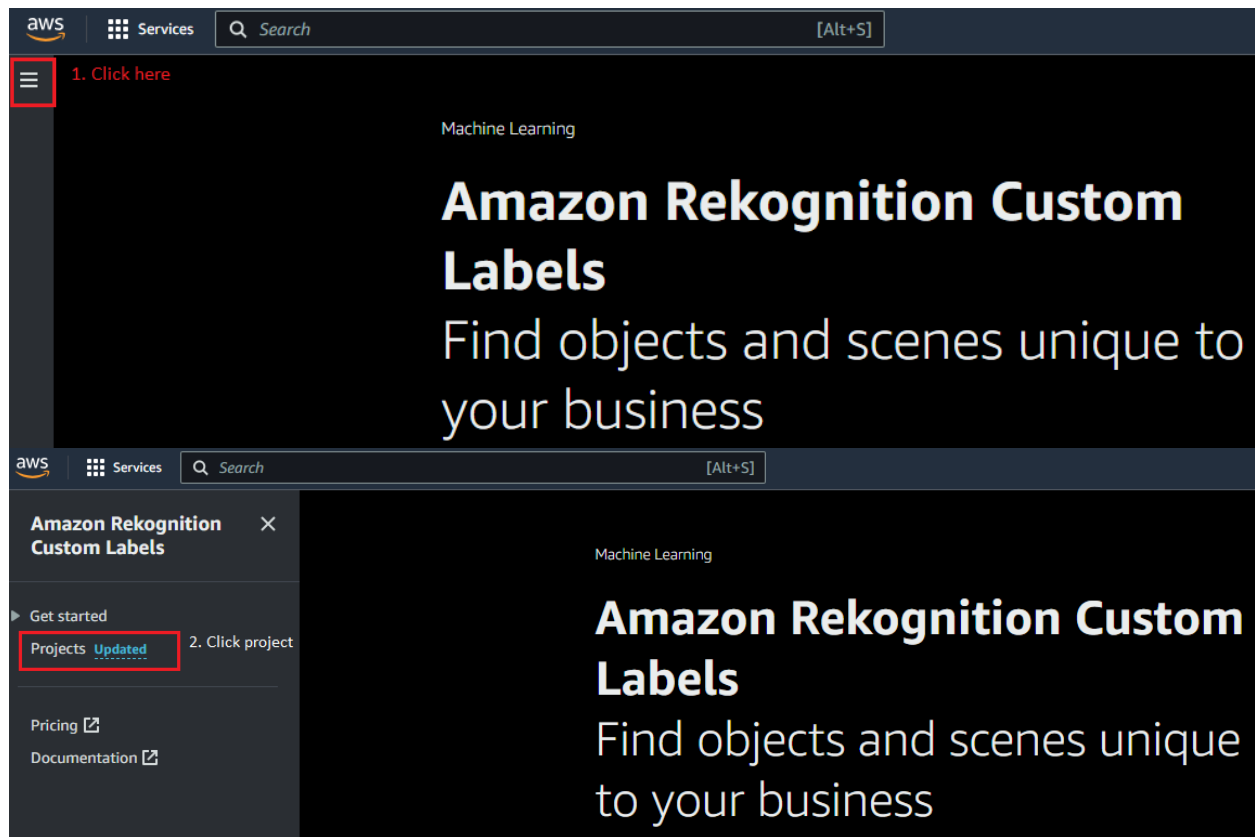 aws Services Search [Alt+S]
1. Click here
Machine Learning
Amazon Rekognition Custom
Labels
Find objects and scenes unique to
your business
aws Services Search [Alt+S]
Amazon Rekognition
Custom Labels
Get started
Projects Updated
2. Click project
Pricing
Documentation
Machine Learning
Amazon Rekognition Custom
Labels
Find objects and scenes unique
to your business